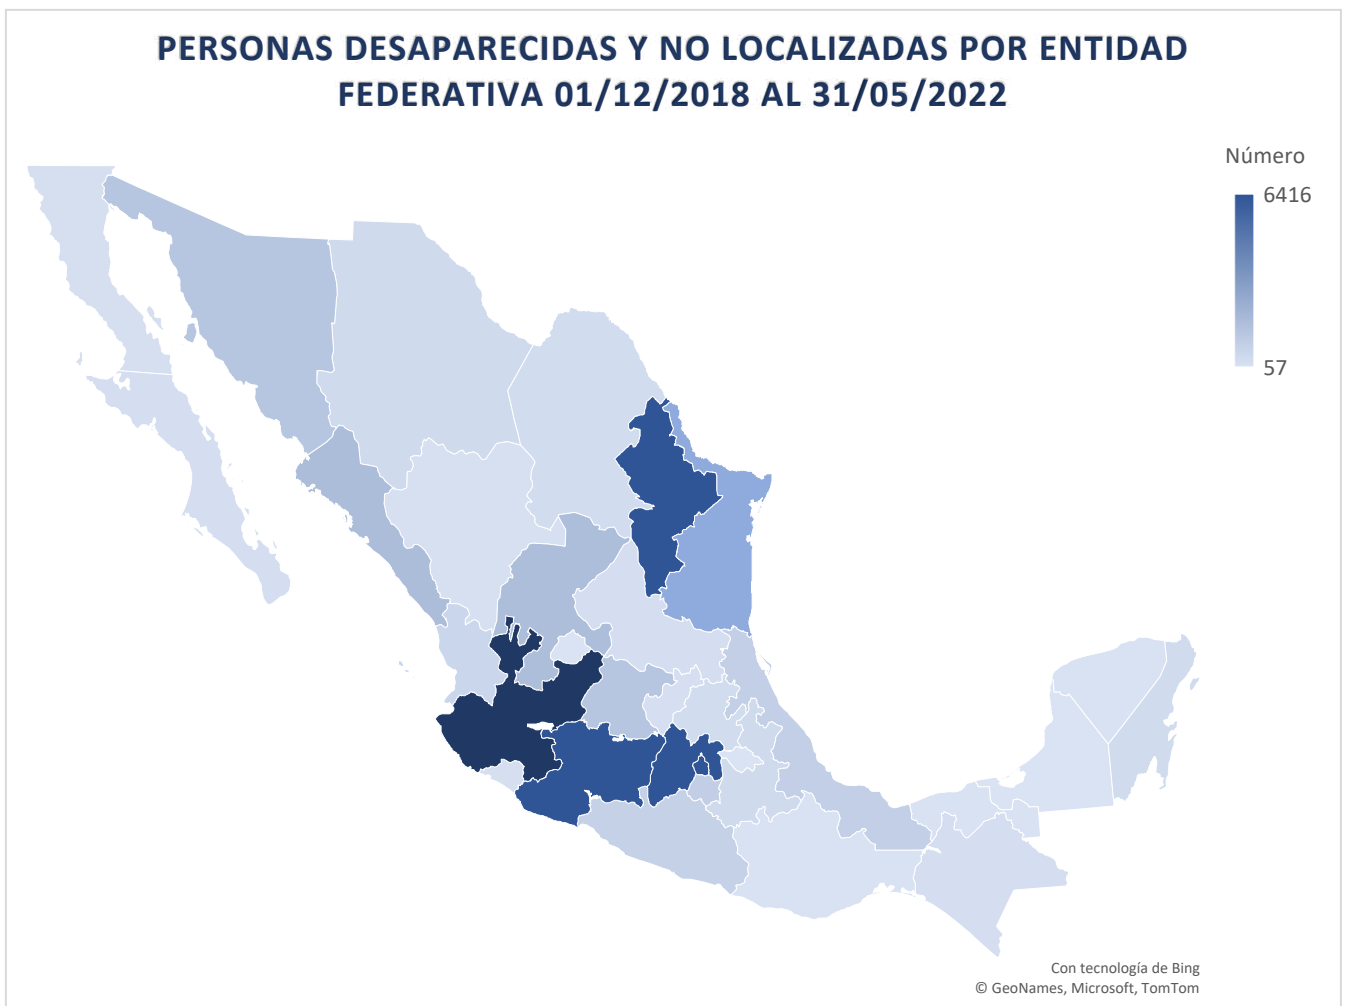 PERSONAS DESAPARECIDAS Y NO LOCALIZADAS POR ENTIDAD
FEDERATIVA 01/12/2018 AL 31/05/2022
Número
6416
57
Con tecnología de Bing
© GeoNames, Microsoft, TomTom